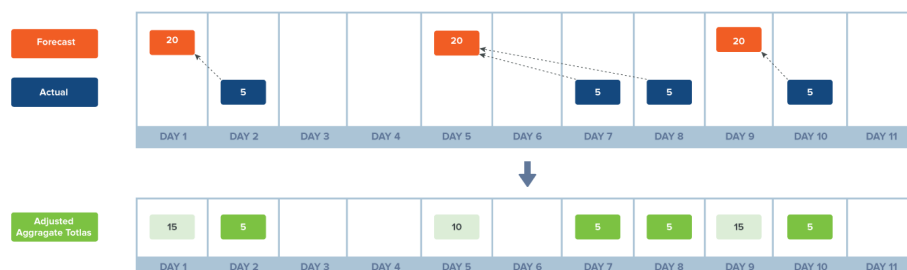 Forecast
20
20
20
Actual
5
5
5
5
DAY 1 DAY 2 DAY 3 DAY 4 DAY 5 DAY 6 DAY 7 DAY 8 DAY 9 DAY 10 DAY 11
Adjusted
Aggragate Totlas
15 5 10 5 5 15 5
DAY 1 DAY 2 DAY 3 DAY 4 DAY 5 DAY 6 DAY 7 DAY 8 DAY 9 DAY 10 DAY 11